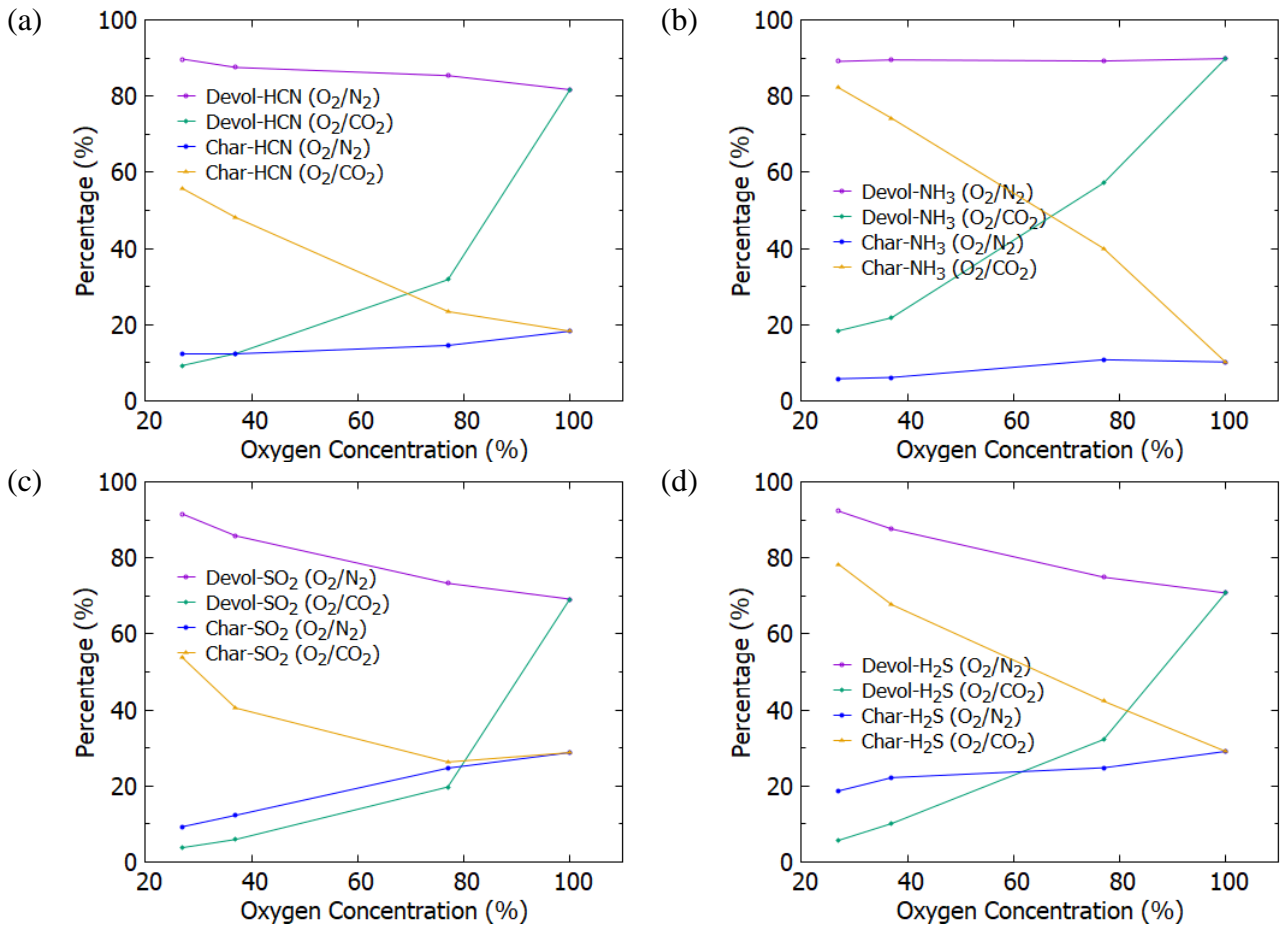 (a)
100
80
60
40
20
0
Percentage (%)
Devol-HCN (O2/N2)
Devol-HCN (O2/CO2)
Char-HCN (O2/N2)
Char-HCN (O2/CO2)
20 40 60 80 100
Oxygen Concentration (%)
(b)
100
80
60
40
20
0
Percentage (%)
Devol-NH3 (O2/N2)
Devol-NH3 (O2/CO2)
Char-NH3 (O2/N2)
Char-NH3 (O2/CO2)
20 40 60 80 100
Oxygen Concentration (%)
(c)
100
80
60
40
20
0
Percentage (%)
Devol-SO2 (O2/N2)
Devol-SO2 (O2/CO2)
Char-SO2 (O2/N2)
Char-SO2 (O2/CO2)
20 40 60 80 100
Oxygen Concentration (%)
(d)
100
80
60
40
20
0
Percentage (%)
Devol-H2S (O2/N2)
Devol-H2S (O2/CO2)
Char-H2S (O2/N2)
Char-H2S (O2/CO2)
20 40 60 80 100
Oxygen Concentration (%)